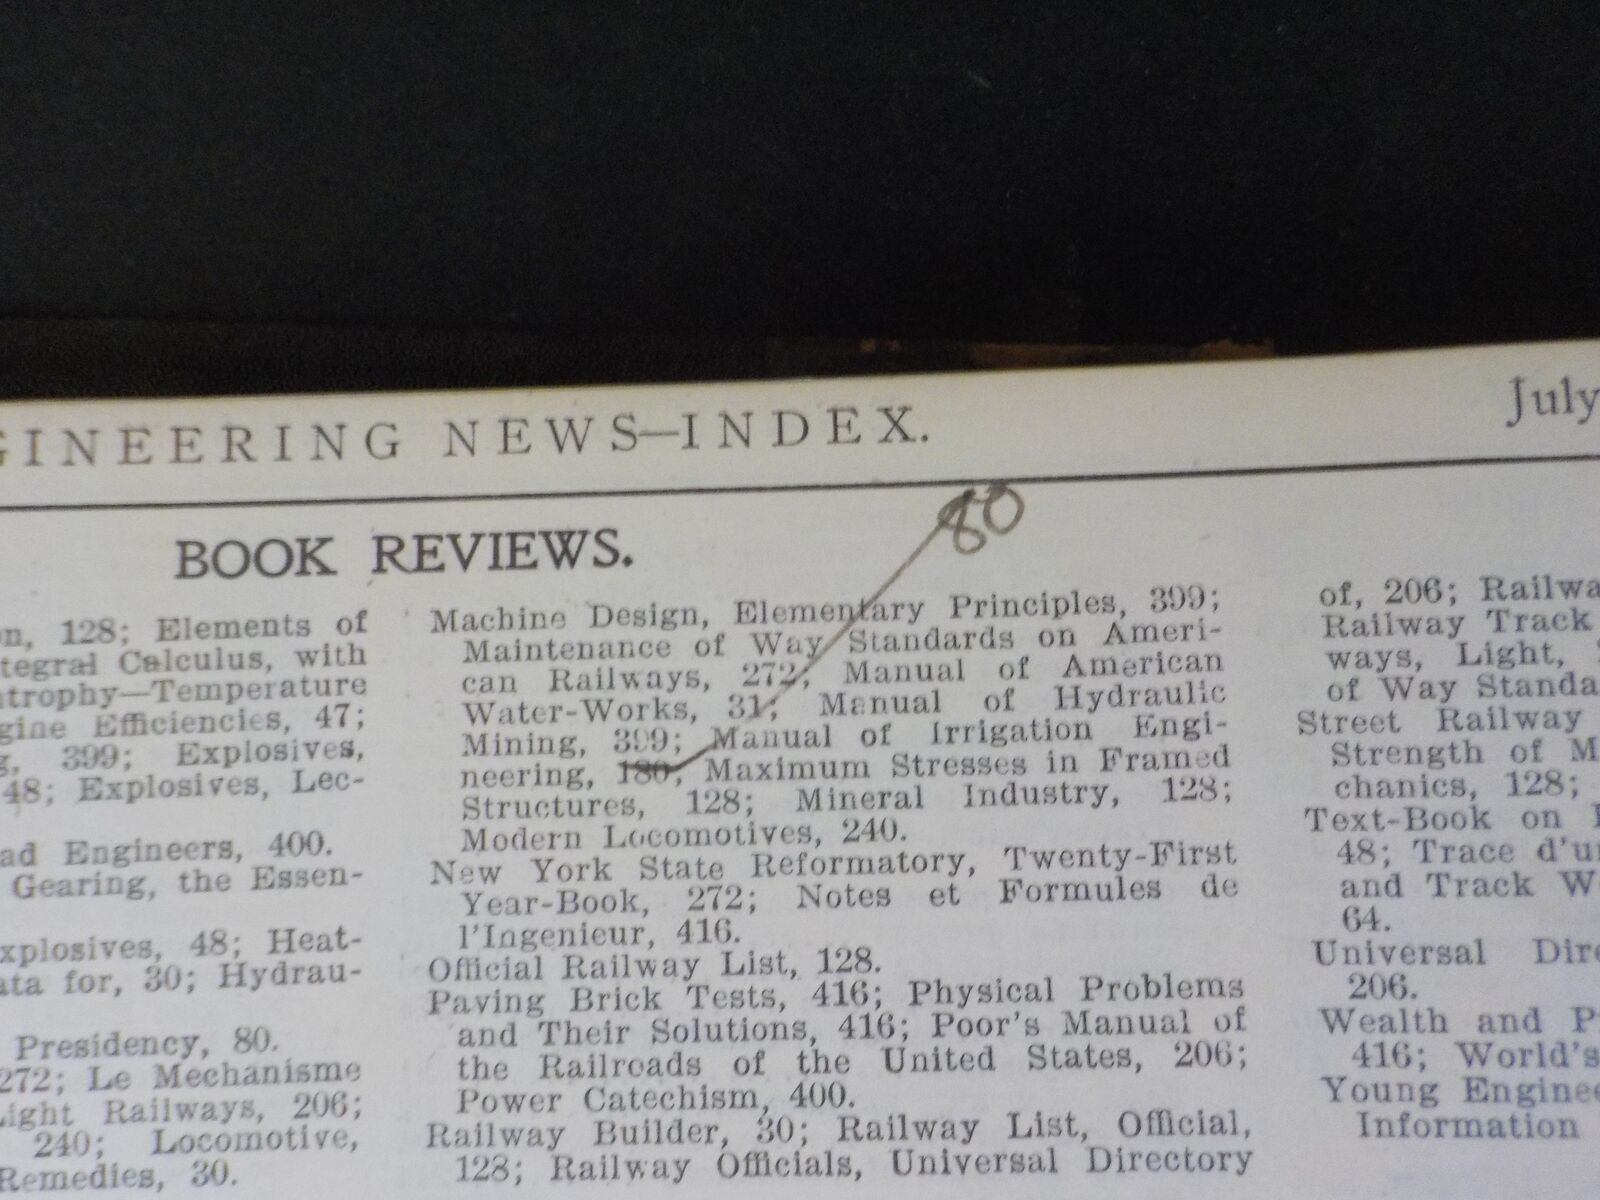 GINEERING NEWS—INDEX.
July
80
BOOK REVIEWS.
on, 128; Elements of
tegral Calculus, with
ntrophy—Temperature
gine Efficiencies, 47;
g, 399; Explosives,
48; Explosives, Lec-
ad Engineers, 400.
Gearing, the Essen-
xplosives, 48; Heat-
ata for, 30; Hydrau-
Presidency, 80.
272; Le Mechanisme
Light Railways, 206;
240; Locomotive,
Remedies, 30.
Machine Design, Elementary Principles, 399;
Maintenance of Way Standards on Ameri-
can Railways, 272; Manual of American
Water-Works, 31; Manual of Hydraulic
Mining, 399; Manual of Irrigation Engi-
neering, 180; Maximum Stresses in Framed
Structures, 128; Mineral Industry, 128;
Modern Locomotives, 240.
New York State Reformatory, Twenty-First
Year-Book, 272; Notes et Formules de
l'Ingenieur, 416.
Official Railway List, 128.
Paving Brick Tests, 416; Physical Problems
and Their Solutions, 416; Poor's Manual of
the Railroads of the United States, 206;
Power Catechism, 400.
Railway Builder, 30; Railway List, Official,
128; Railway Officials, Universal Directory
of, 206; Railwa
Railway Track
ways, Light,
of Way Standa
Street Railway
Strength of M
chanics, 128;
Text-Book on
48; Trace d'un
and Track Wo
64.
Universal Dire
206.
Wealth and P
416; World's
Young Enginee
Information